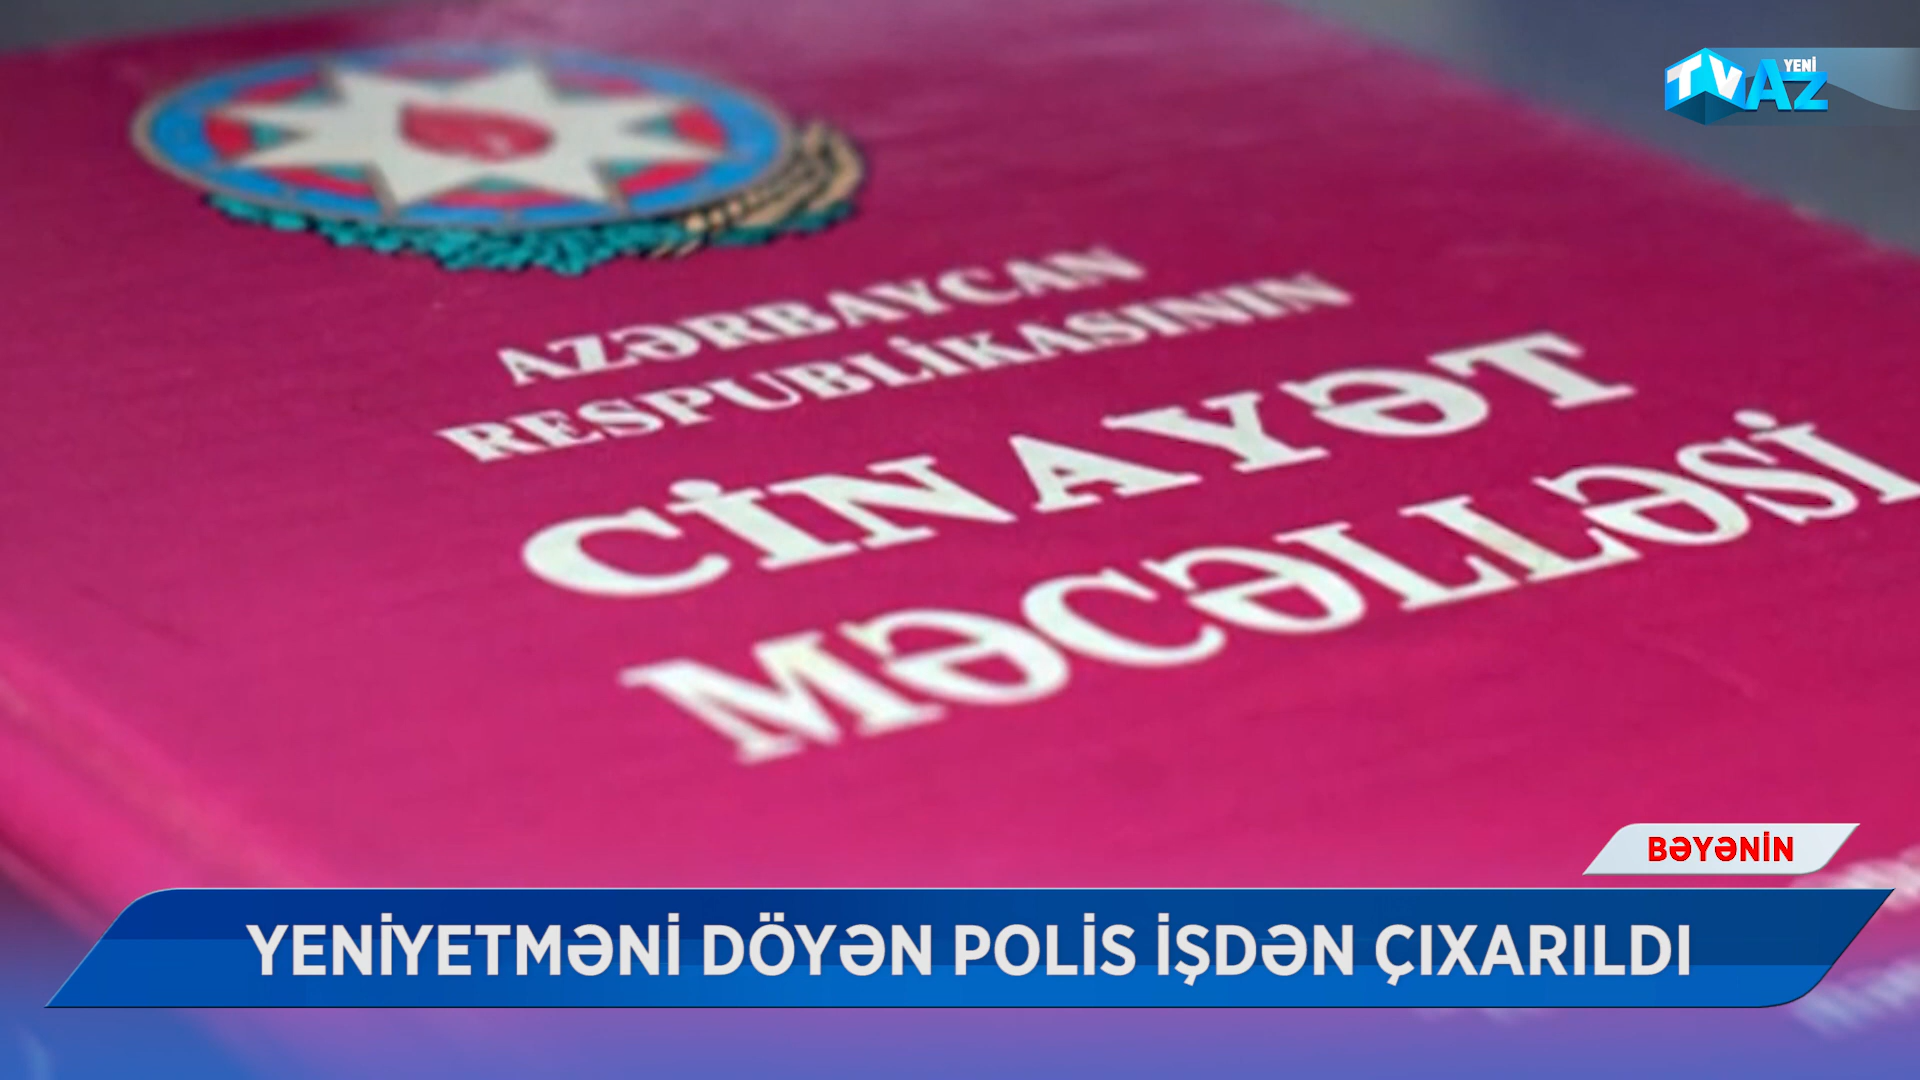 TV YENİ AZ
AZƏRBAYCAN
RESPUBLİKASININ
CİNAYƏT
MƏCƏLLƏSİ
BƏYƏNİN
YENİYETMƏNİ DÖYƏN POLİS İŞDƏN ÇIXARILDI